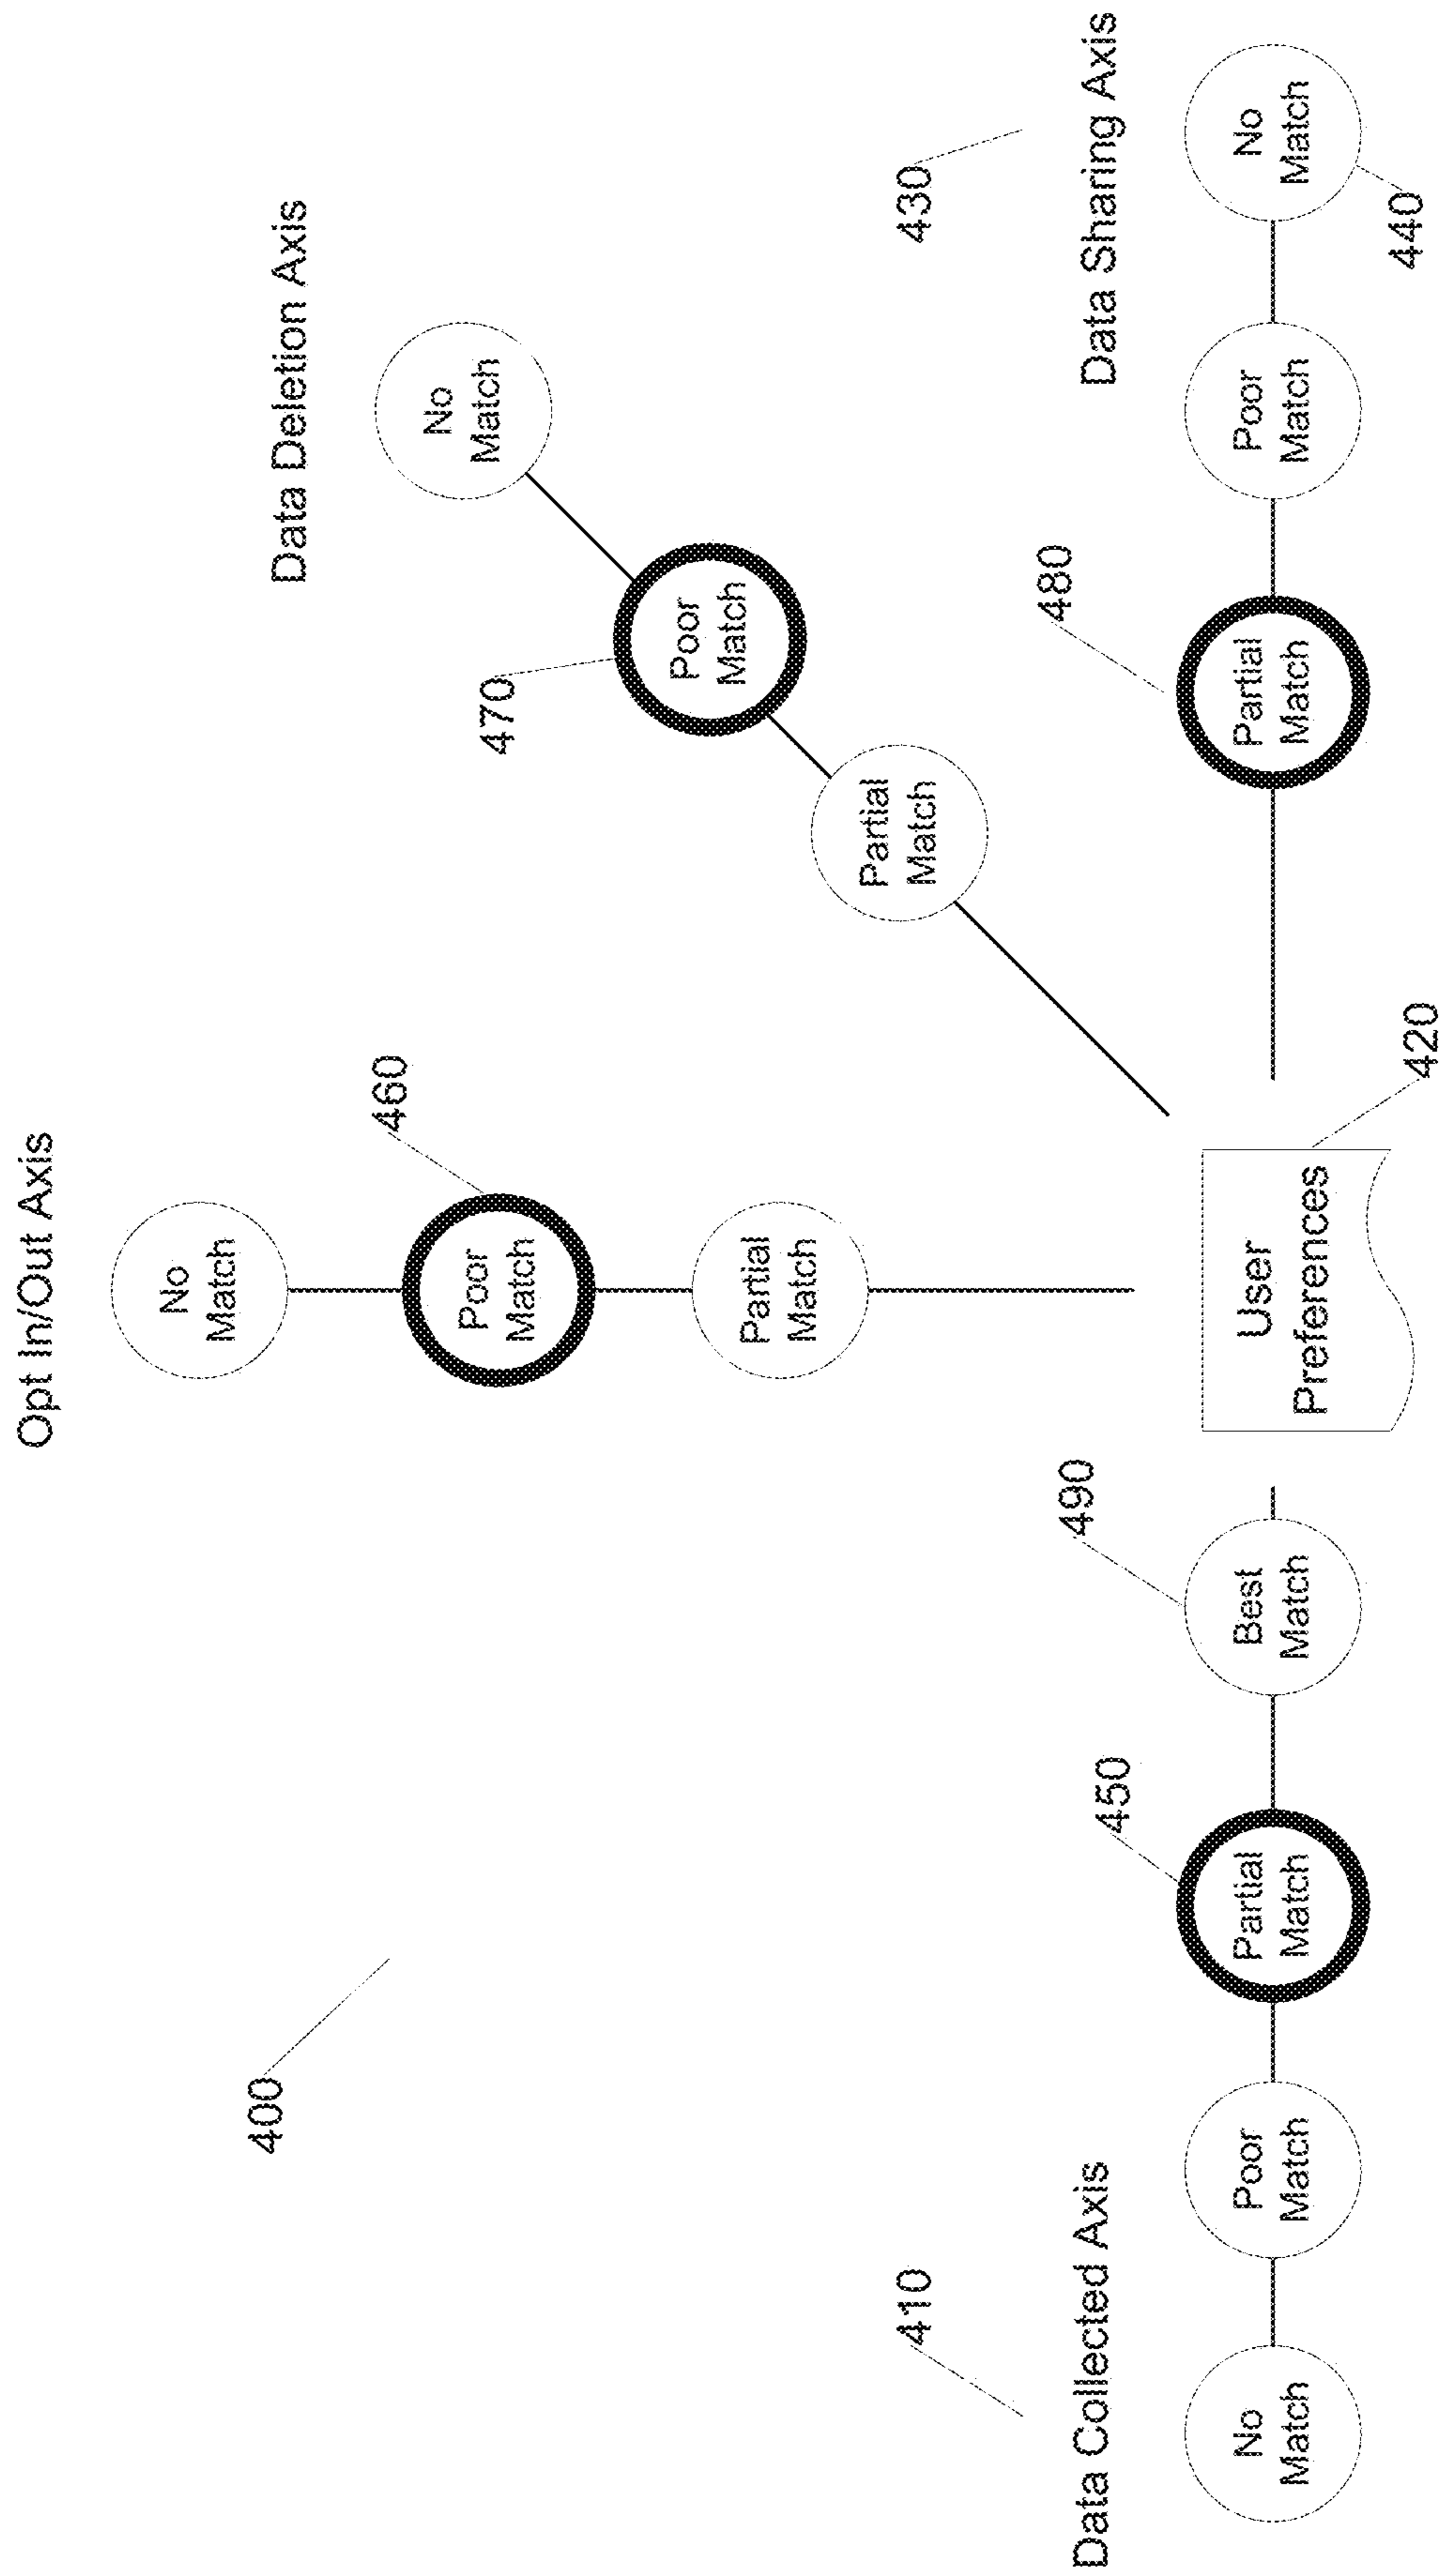 Opt In/Out Axis
Data Deletion Axis
400
460
No
Match
Poor
Match
Partial
Match
470
No
Match
Poor
Match
Partial
Match
410
Data Collected Axis
430
Data Sharing Axis
450
490
480
No
Match
Poor
Match
Partial
Match
Best
Match
User
Preferences
Partial
Match
Poor
Match
No
Match
420
440